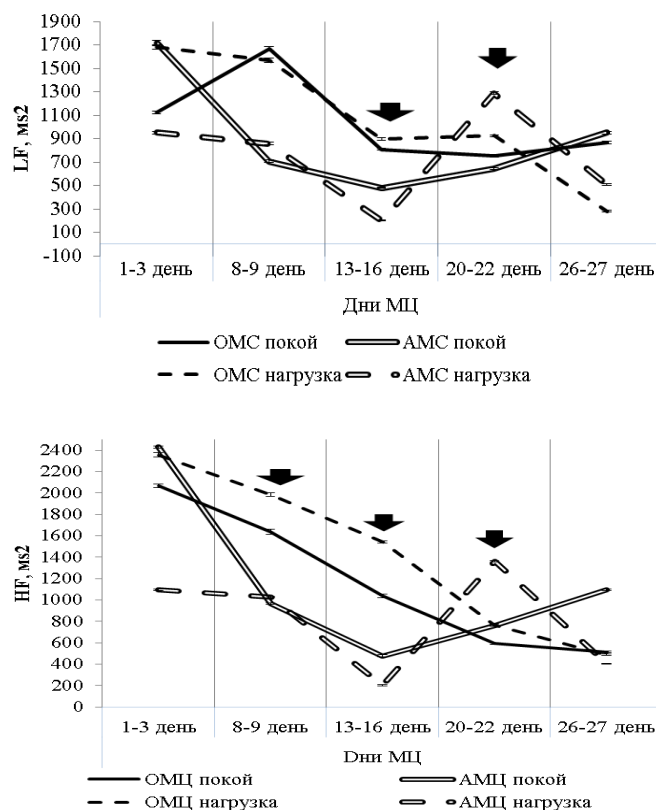 1900
1700
1500
1300
1100
900
700
500
300
100
-100
LF, мs2
1-3 день 8-9 день 13-16 день 20-22 день 26-27 день
Дни МЦ
ОМС покой АМС покой
ОМС нагрузка АМС нагрузка
2400
2200
2000
1800
1600
1400
1200
1000
800
600
400
200
0
HF, мs2
1-3 день 8-9 день 13-16 день 20-22 день 26-27 день
Dни МЦ
ОМЦ покой АМЦ покой
ОМЦ нагрузка АМЦ нагрузка